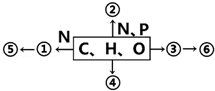 ②
N、P
N
⑤ ① C、H、O ③ ⑥
④